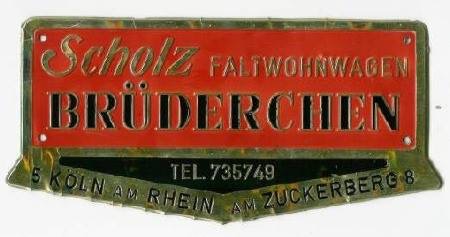 Scholz FALTWOHNWAGEN
BRÜDERCHEN
TEL. 735749
5 KÖLN AM RHEIN AM ZUCKERBERG 8